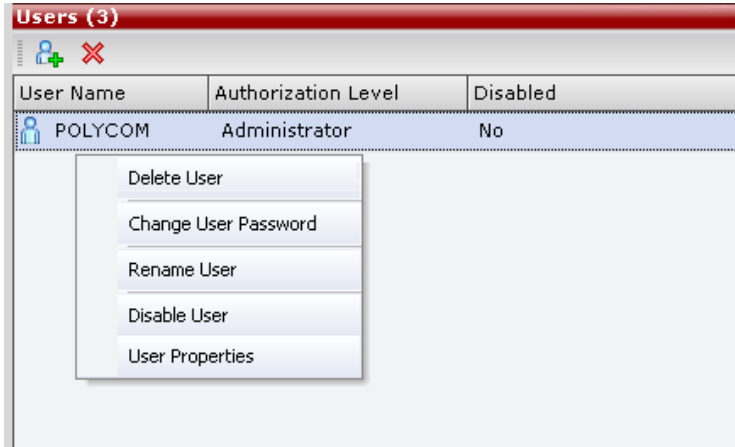 Users (3)
User Name Authorization Level Disabled
POLYCOM Administrator No
Delete User
Change User Password
Rename User
Disable User
User Properties